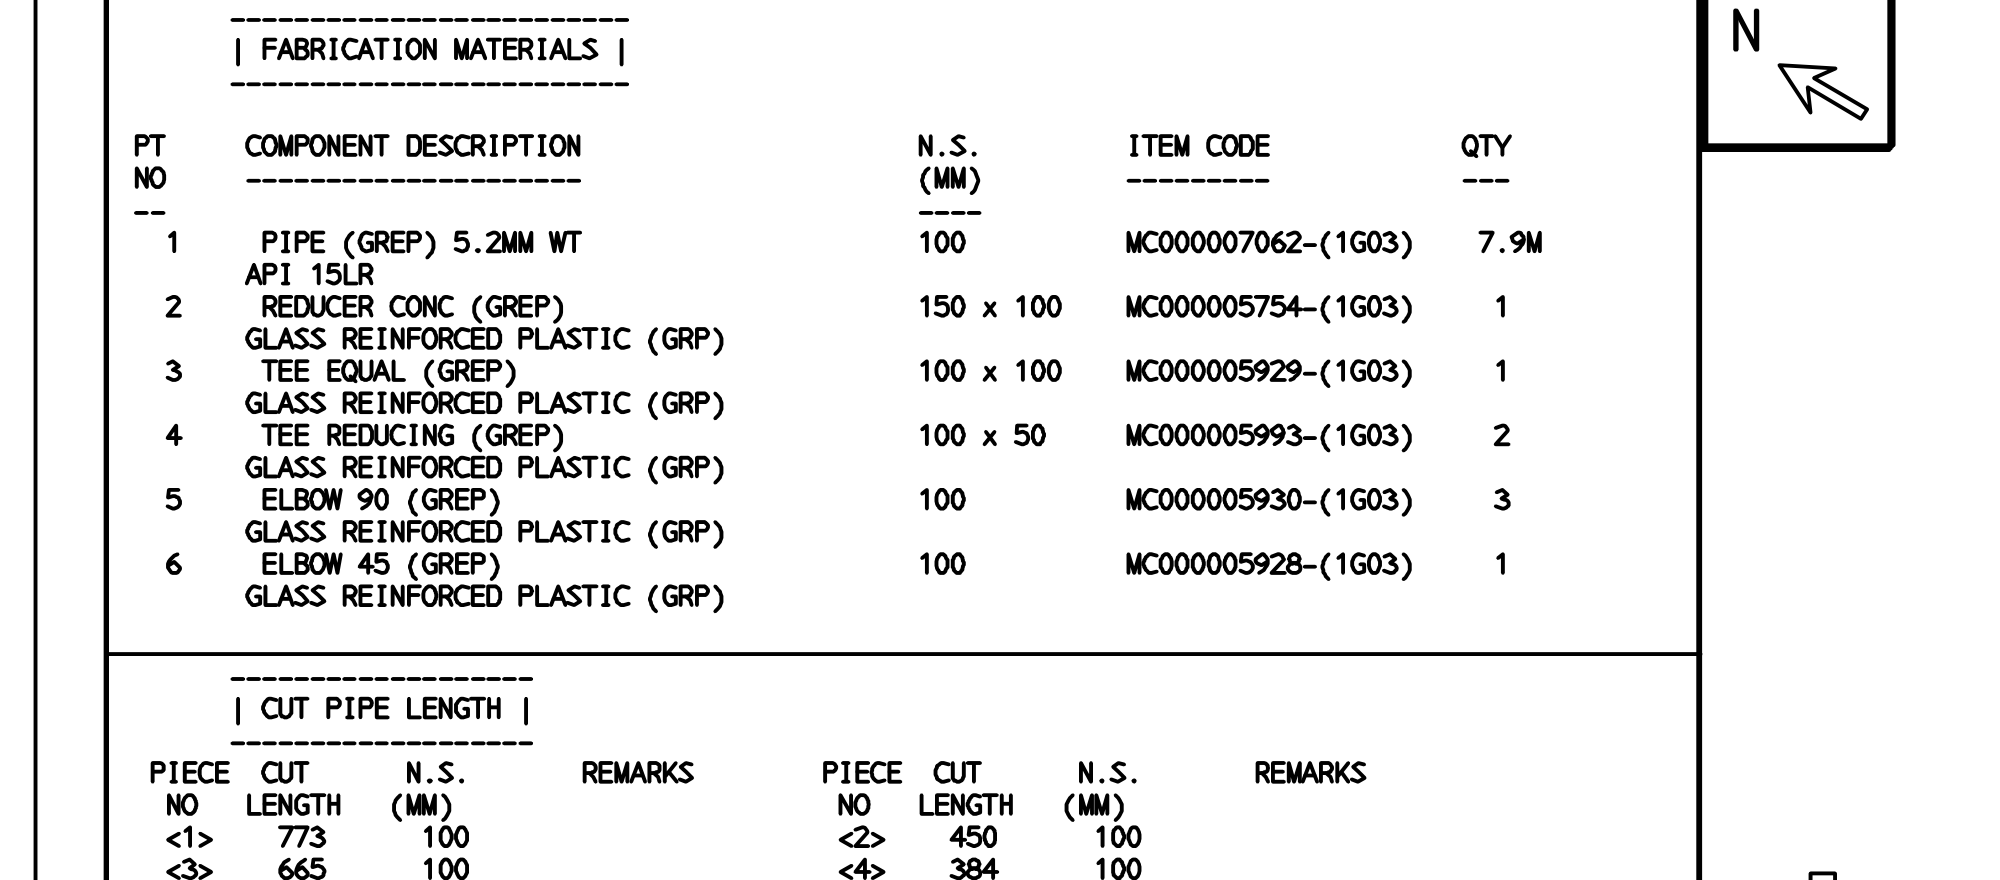 ------------------------
| FABRICATION MATERIALS |
------------------------
N
PT COMPONENT DESCRIPTION N.S. ITEM CODE QTY
NO --------------------- (MM) --------- ---
-- ----
1 PIPE (GREP) 5.2MM WT 100 MC000007062-(1G03) 7.9M
API 15LR
2 REDUCER CONC (GREP) 150 x 100 MC000005754-(1G03) 1
GLASS REINFORCED PLASTIC (GRP)
3 TEE EQUAL (GREP) 100 x 100 MC000005929-(1G03) 1
GLASS REINFORCED PLASTIC (GRP)
4 TEE REDUCING (GREP) 100 x 50 MC000005993-(1G03) 2
GLASS REINFORCED PLASTIC (GRP)
5 ELBOW 90 (GREP) 100 MC000005930-(1G03) 3
GLASS REINFORCED PLASTIC (GRP)
6 ELBOW 45 (GREP) 100 MC000005928-(1G03) 1
GLASS REINFORCED PLASTIC (GRP)
-------------------
| CUT PIPE LENGTH |
-------------------
PIECE CUT N.S. REMARKS PIECE CUT N.S. REMARKS
NO LENGTH (MM) NO LENGTH (MM)
<1> 773 100 <2> 450 100
<3> 665 100 <4> 384 100